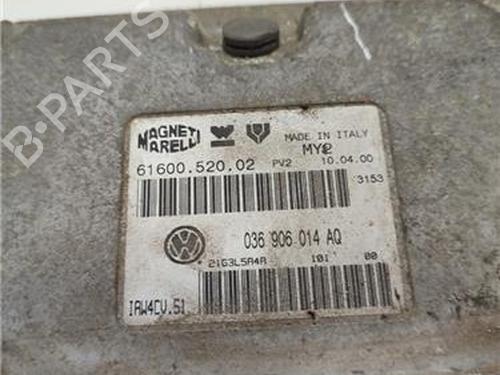 B-PARTS
MAGNETI MARELLI
MADE IN ITALY
MY2
61600.520.02 PV2 10.04.00
3153
036 906 014 AQ
21G3L5A4A 101 00
IAW4CV.51